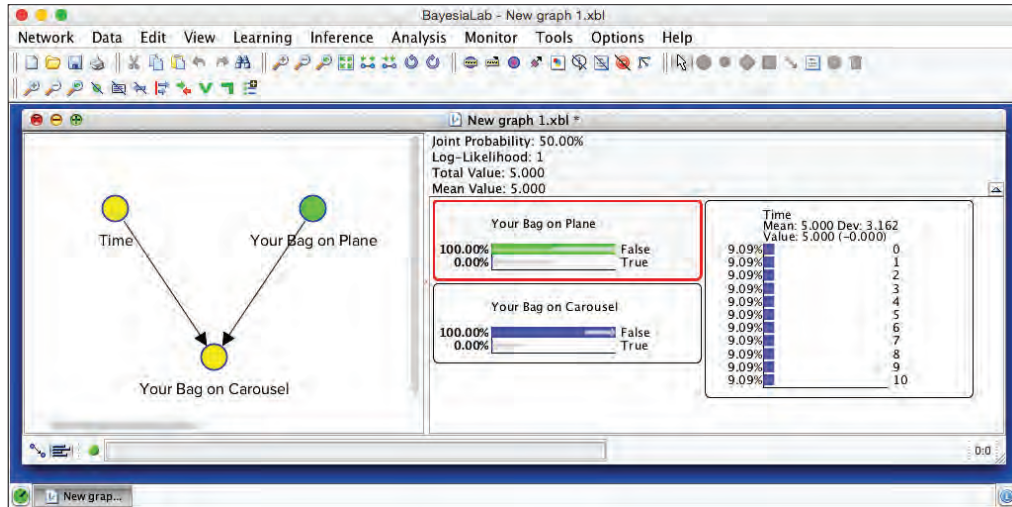 BayesiaLab - New graph 1.xbl
Network Data Edit View Learning Inference Analysis Monitor Tools Options Help
New graph 1.xbl *
Time
Your Bag on Plane
Your Bag on Carousel
Joint Probability: 50.00%
Log-Likelihood: 1
Total Value: 5.000
Mean Value: 5.000
Your Bag on Plane
100.00% False
0.00% True
Your Bag on Carousel
100.00% False
0.00% True
Time
Mean: 5.000 Dev: 3.162
Value: 5.000 (-0.000)
9.09% 0
9.09% 1
9.09% 2
9.09% 3
9.09% 4
9.09% 5
9.09% 6
9.09% 7
9.09% 8
9.09% 9
9.09% 10
0:0
New grap...